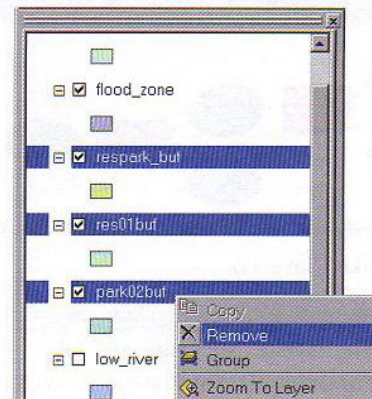 flood_zone
respark_buf
res01buf
park02buf
Copy
Remove
low_river
Group
Zoom To Layer